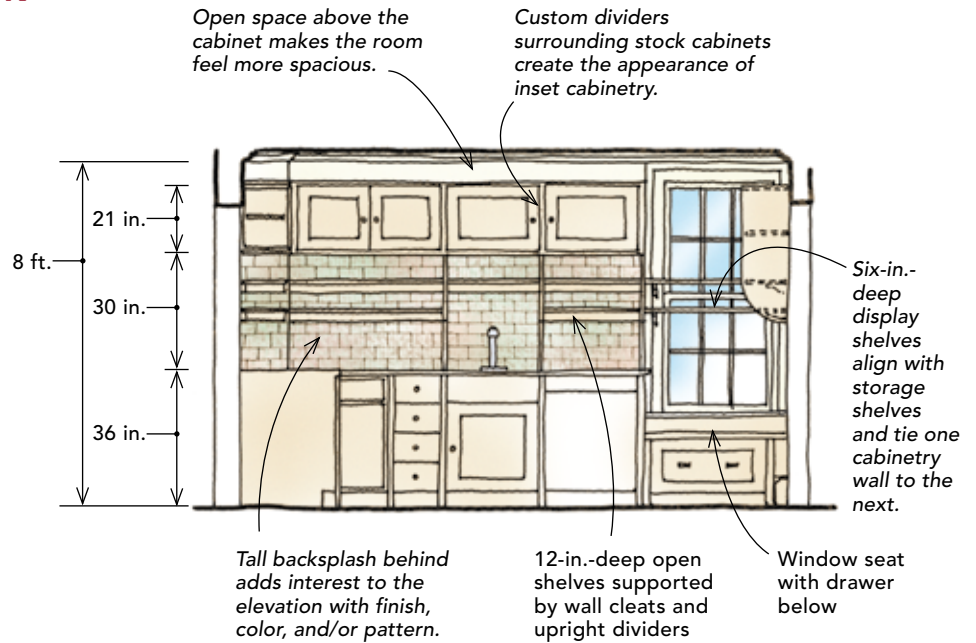 Open space above the
cabinet makes the room
feel more spacious.
Custom dividers
surrounding stock cabinets
create the appearance of
inset cabinetry.
8 ft.
21 in.
30 in.
36 in.
Six-in.-
deep
display
shelves
align with
storage
shelves
and tie one
cabinetry
wall to the
next.
Tall backsplash behind
adds interest to the
elevation with finish,
color, and/or pattern.
12-in.-deep open
shelves supported
by wall cleats and
upright dividers
Window seat
with drawer
below